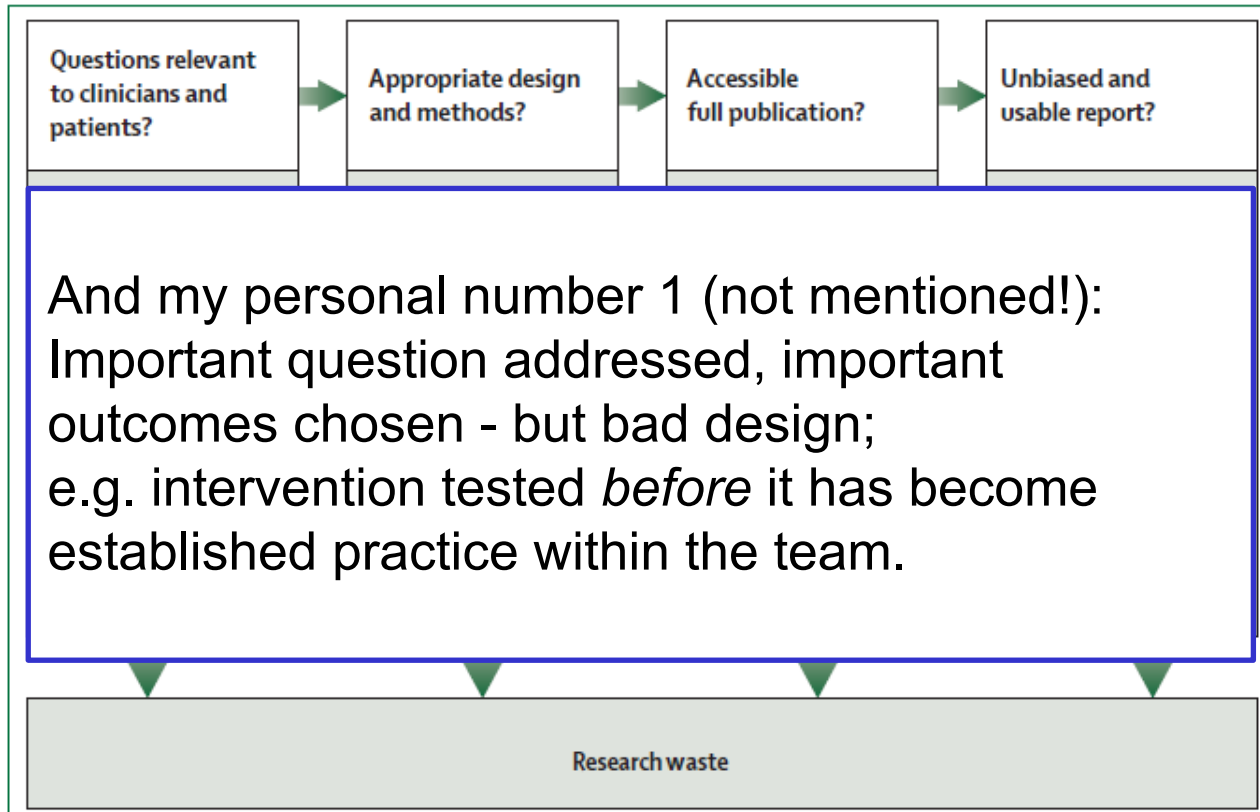 Questions relevant
to clinicians and
patients?
Appropriate design
and methods?
Accessible
full publication?
Unbiased and
usable report?
And my personal number 1 (not mentioned!):
Important question addressed, important
outcomes chosen - but bad design;
e.g. intervention tested before it has become
established practice within the team.
Research waste